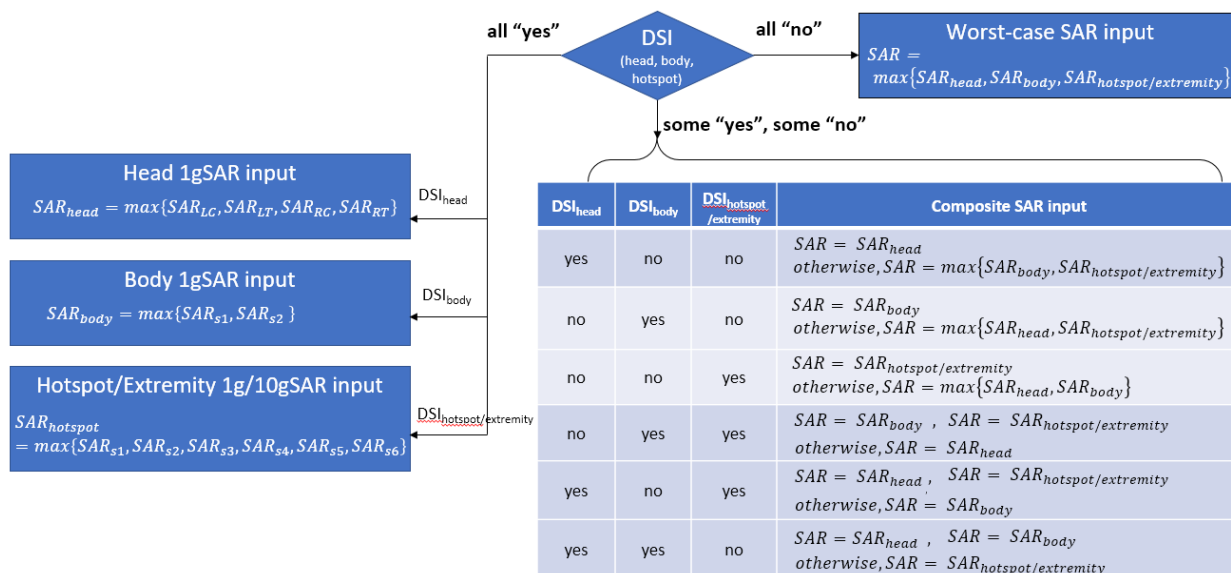 all “yes”
DSI
(head, body,
hotspot)
all “no”
Worst-case SAR input
SAR =
max{SAR_head, SAR_body, SAR_hotspot/extremity}
some “yes”, some “no”
Head 1gSAR input
SAR_head = max{SAR_LC, SAR_LT, SAR_RC, SAR_RT}
DSI_head
Body 1gSAR input
SAR_body = max{SAR_s1, SAR_s2 }
DSI_body
Hotspot/Extremity 1g/10gSAR input
SAR_hotspot
= max{SAR_s1, SAR_s2, SAR_s3, SAR_s4, SAR_s5, SAR_s6}
DSI_hotspot/extremity
DSI_head DSI_body DSI_hotspot /extremity Composite SAR input
yes no no SAR = SAR_head
otherwise, SAR = max{SAR_body, SAR_hotspot/extremity}
no yes no SAR = SAR_body
otherwise, SAR = max{SAR_head, SAR_hotspot/extremity}
no no yes SAR = SAR_hotspot/extremity
otherwise, SAR = max{SAR_head, SAR_body}
no yes yes SAR = SAR_body , SAR = SAR_hotspot/extremity
otherwise, SAR = SAR_head
yes no yes SAR = SAR_head , SAR = SAR_hotspot/extremity
otherwise, SAR = SAR_body
yes yes no SAR = SAR_head , SAR = SAR_body
otherwise, SAR = SAR_hotspot/extremity